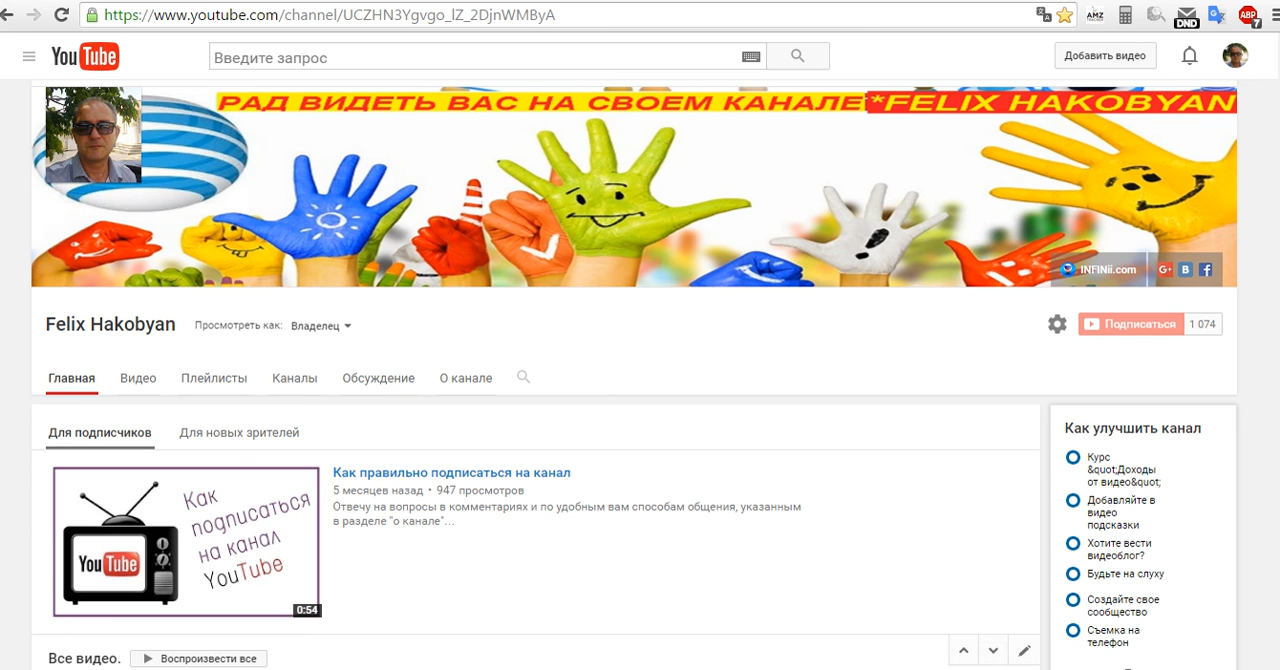 https://www.youtube.com/channel/UCZHN3Ygvgo_lZ_2DjnWMByA
AMZ
DND
ABP
7
YouTube
Введите запрос
Добавить видео
РАД ВИДЕТЬ ВАС НА СВОЕМ КАНАЛЕ *FELIX HAKOBYAN
INFINii.com
G+ B f
Felix Hakobyan
Просмотреть как: Владелец
Подписаться 1 074
Главная Видео Плейлисты Каналы Обсуждение О канале
Для подписчиков Для новых зрителей
Как
подписаться
на канал
YouTube
YouTube
0:54
Как правильно подписаться на канал
5 месяцев назад • 947 просмотров
Отвечу на вопросы в комментариях и по удобным вам способам общения, указанным
в разделе "о канале"...
Все видео. Воспроизвести все
Как улучшить канал
Курс
&quot;Доходы
от видео&quot;
Добавляйте в
видео
подсказки
Хотите вести
видеоблог?
Будьте на слуху
Создайте свое
сообщество
Съемка на
телефон